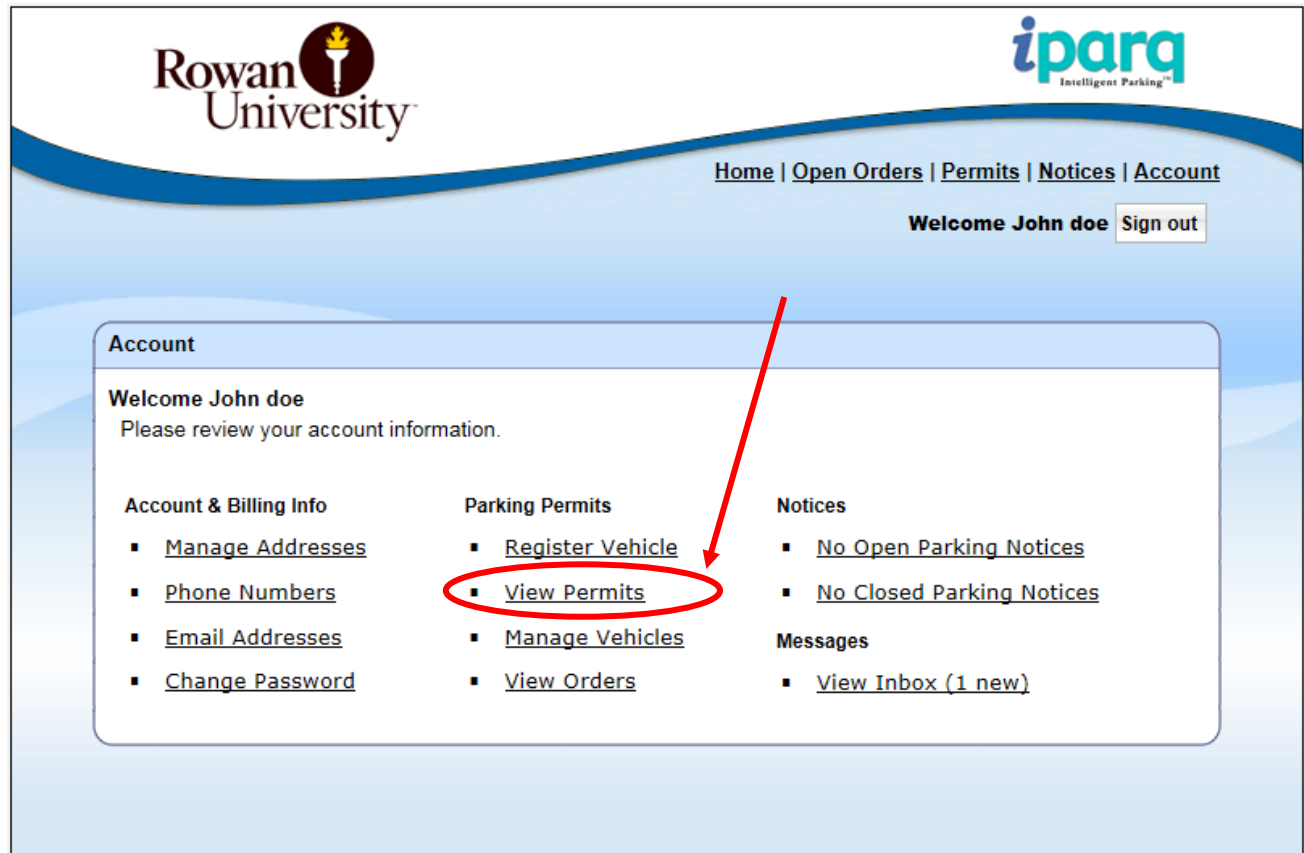 Rowan
University
iparq
Intelligent Parking™
Home | Open Orders | Permits | Notices | Account
Welcome John doe Sign out
Account
Welcome John doe
Please review your account information.
Account & Billing Info
▪ Manage Addresses
▪ Phone Numbers
▪ Email Addresses
▪ Change Password
Parking Permits
▪ Register Vehicle
▪ View Permits
▪ Manage Vehicles
▪ View Orders
Notices
▪ No Open Parking Notices
▪ No Closed Parking Notices
Messages
▪ View Inbox (1 new)